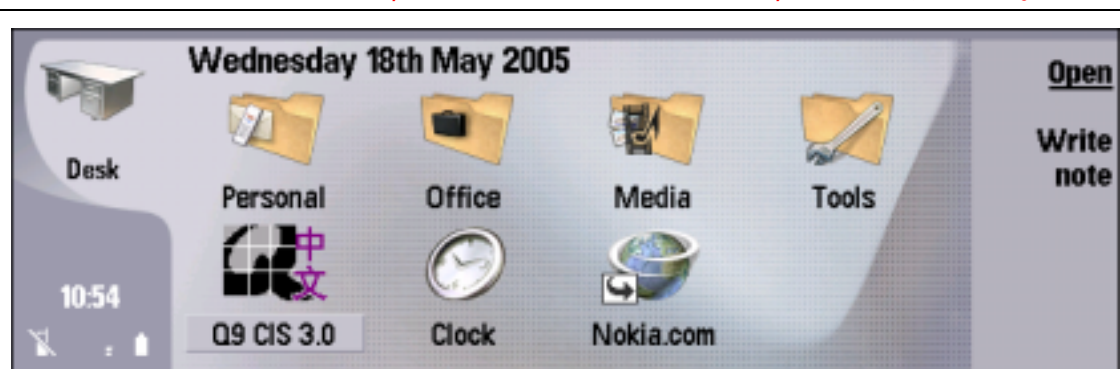 Wednesday 18th May 2005
Open
Write
note
Desk
Personal
Office
Media
Tools
中
文
10:54
Q9 CIS 3.0
Clock
Nokia.com